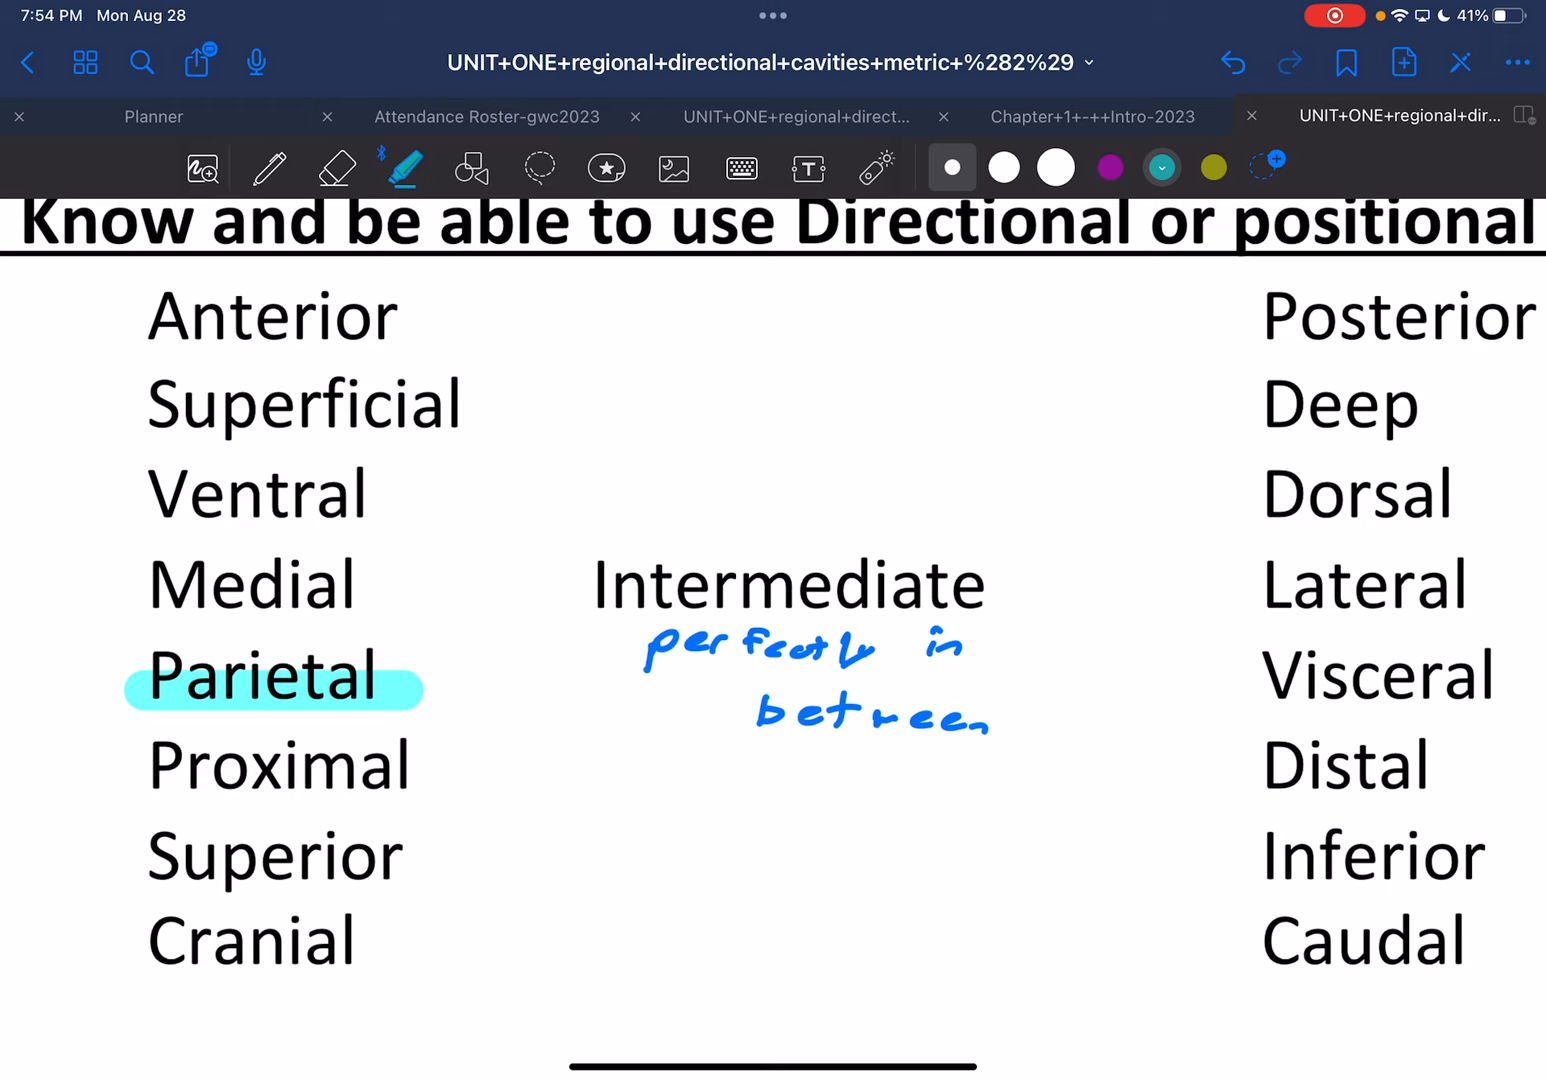 7:54 PM Mon Aug 28
41%
UNIT+ONE+regional+directional+cavities+metric+%282%29
Planner
Attendance Roster-gwc2023
UNIT+ONE+regional+direct...
Chapter+1+-++Intro-2023
UNIT+ONE+regional+dir...
Know and be able to use Directional or positional
Anterior Posterior
Superficial Deep
Ventral Dorsal
Medial Intermediate Lateral
perfectly in
Parietal Visceral
between
Proximal Distal
Superior Inferior
Cranial Caudal